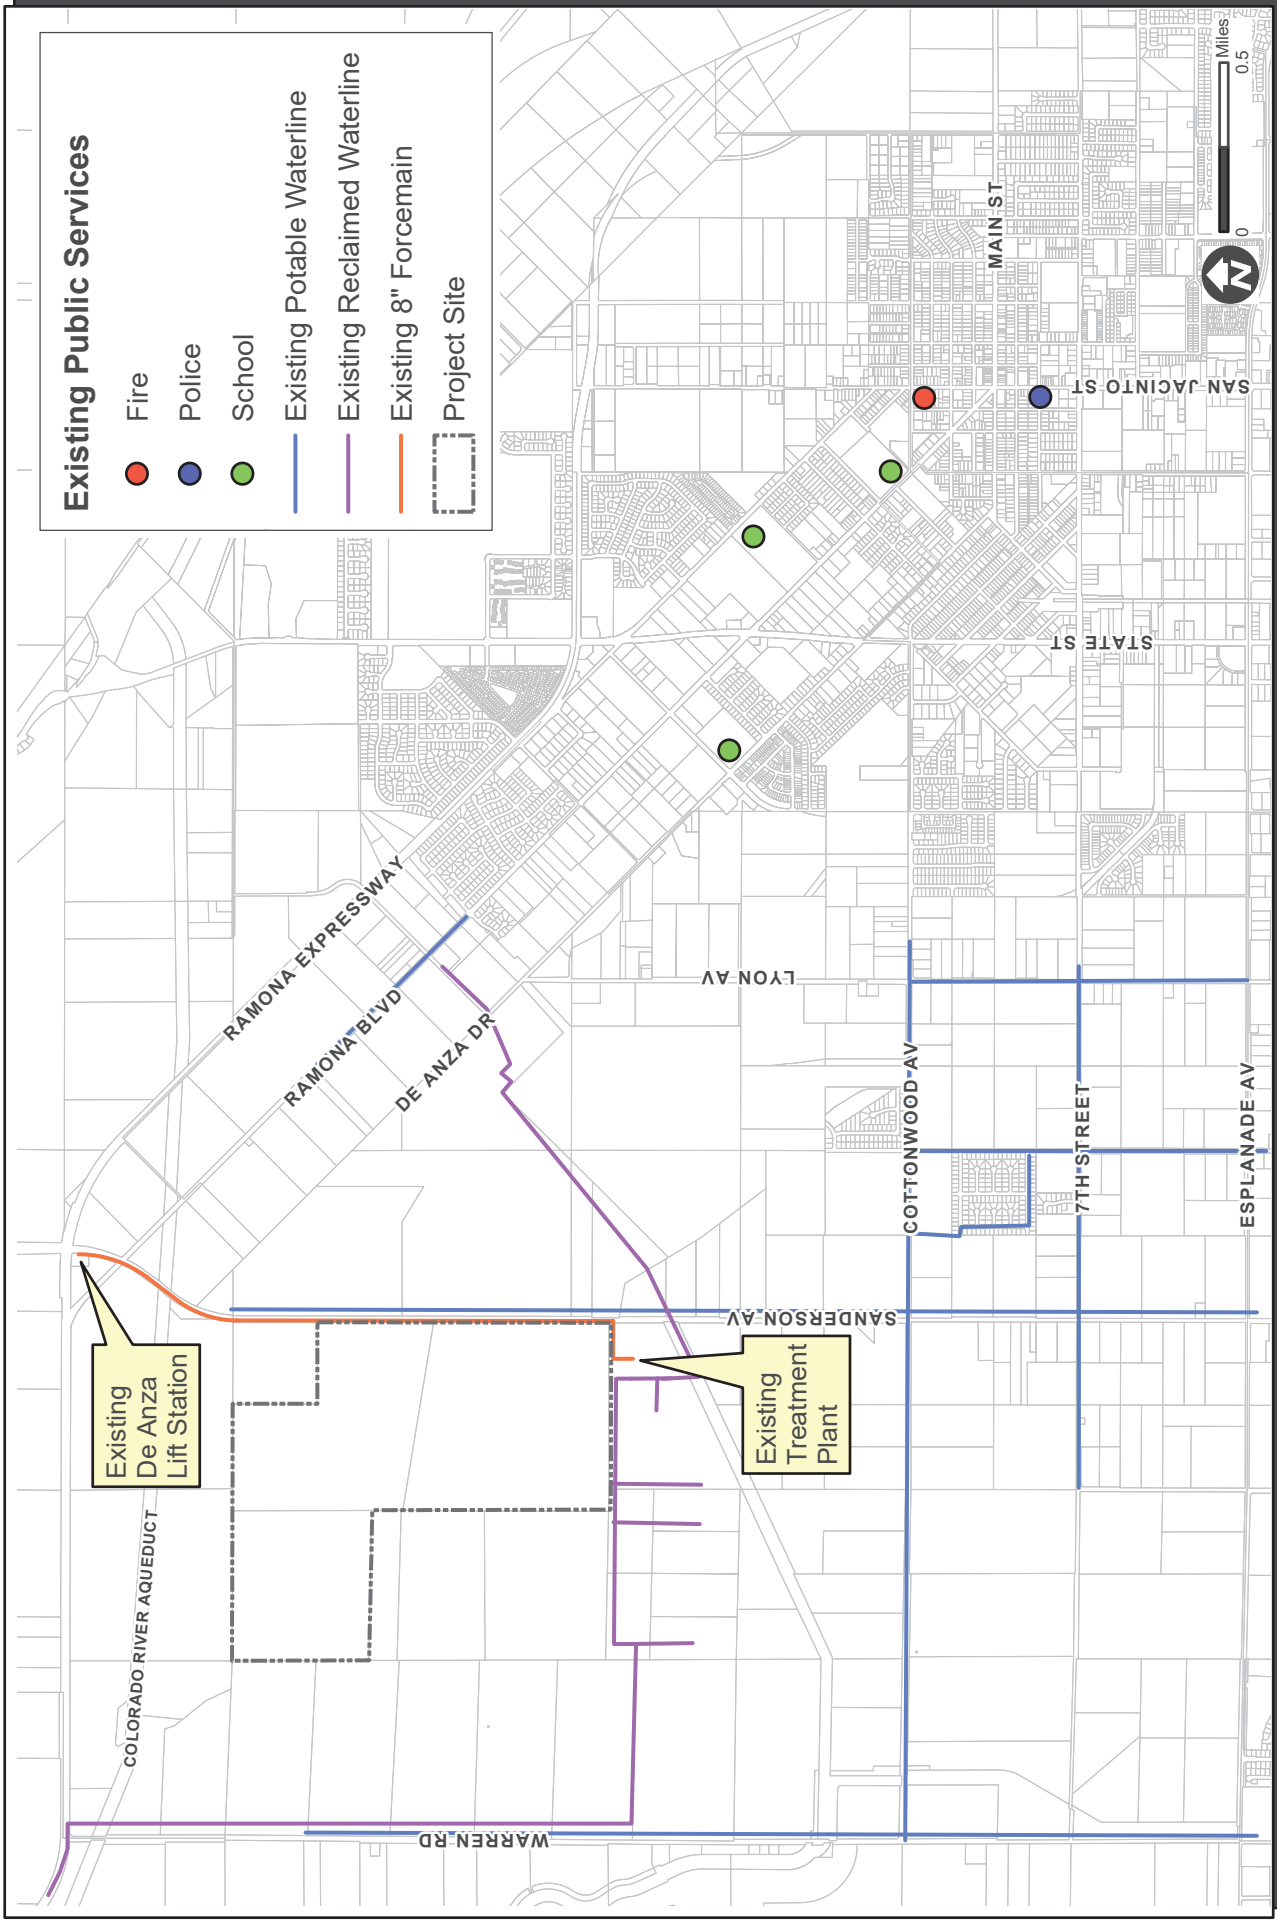 Existing Public Services
Fire
Police
School
Existing Potable Waterline
Existing Reclaimed Waterline
Existing 8" Forcemain
Project Site
COLORADO RIVER AQUEDUCT
Existing
De Anza
Lift Station
RAMONA EXPRESSWAY
RAMONA BLVD
DE ANZA DR
WARREN RD
SANDERSON AV
Existing
Treatment
Plant
LYON AV
STATE ST
SAN JACINTO ST
MAIN ST
COTTONWOOD AV
7TH STREET
ESPLANADE AV
N
0
0.5
Miles